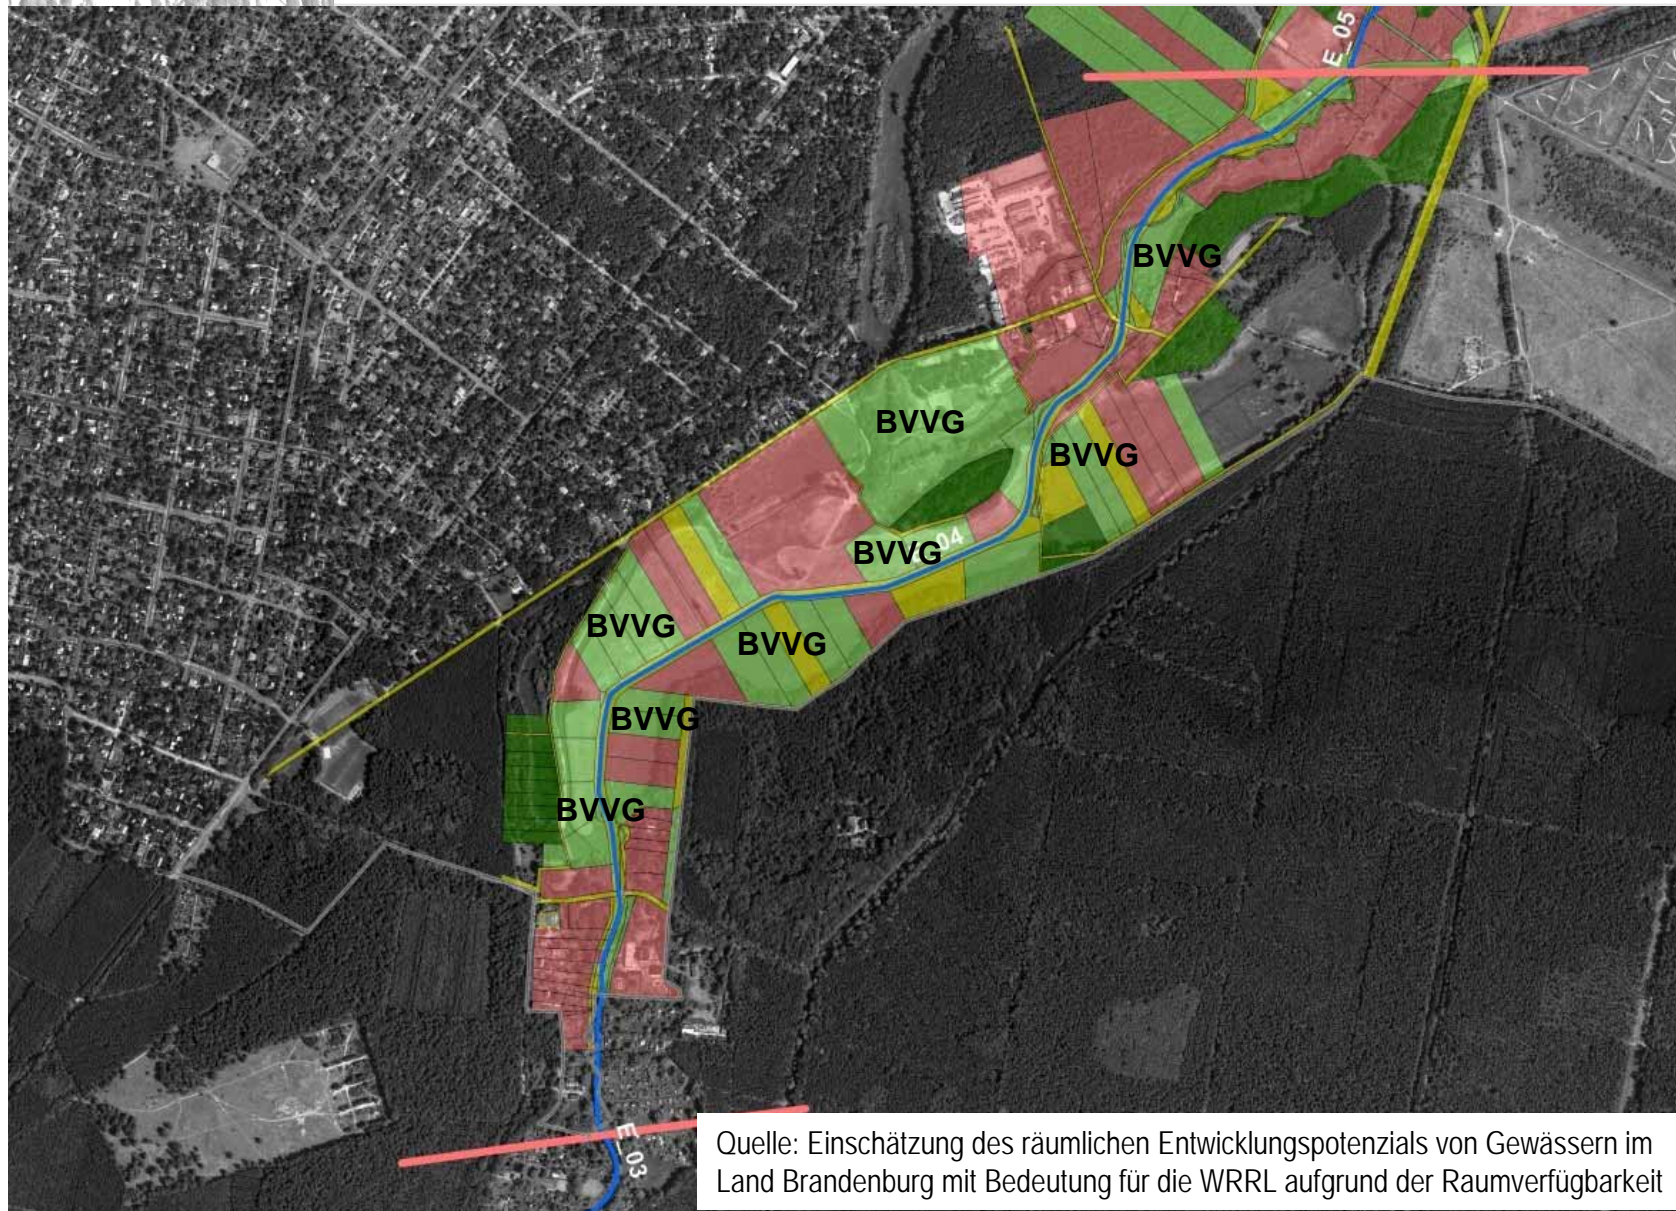 E_05
BVVG
BVVG
BVVG
BVVG
_04
BVVG
BVVG
BVVG
BVVG
E_03
Quelle: Einschätzung des räumlichen Entwicklungspotenzials von Gewässern im
Land Brandenburg mit Bedeutung für die WRRL aufgrund der Raumverfügbarkeit